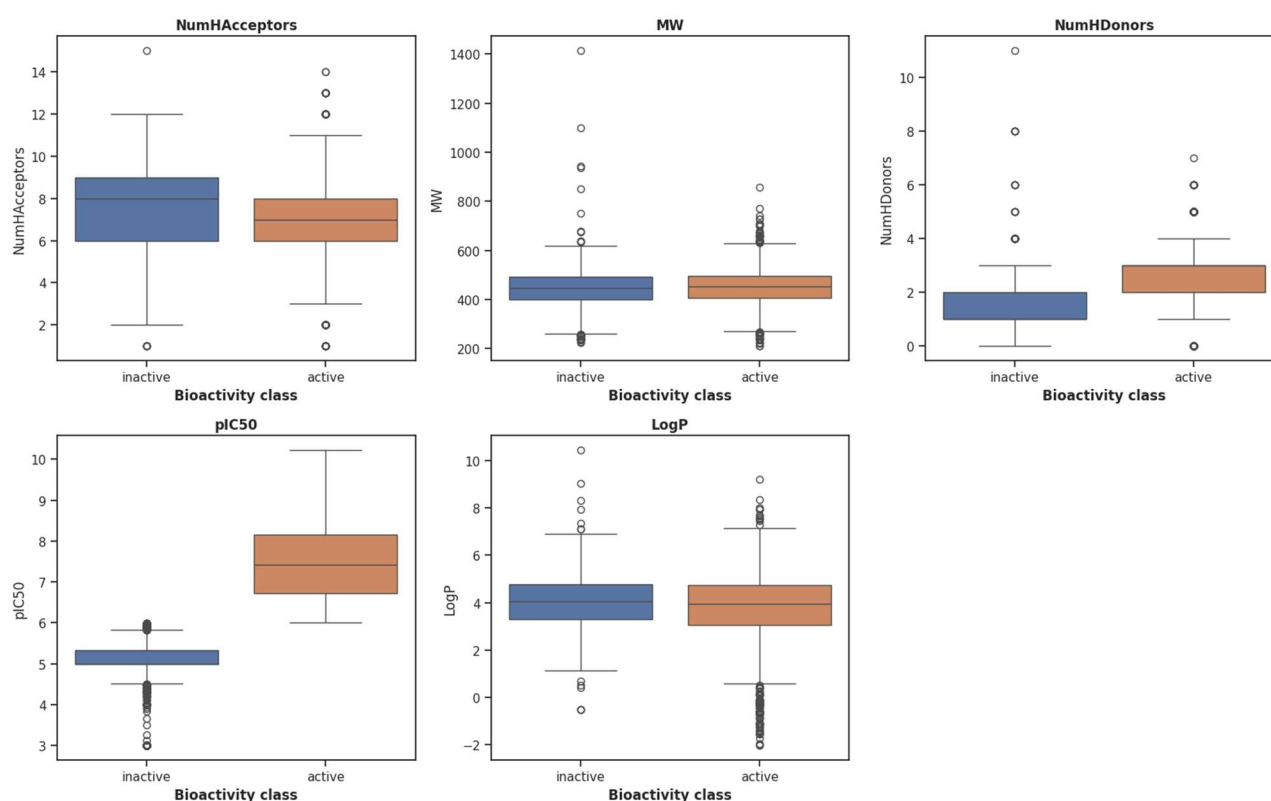 NumHAcceptors
NumHAcceptors
14
12
10
8
6
4
2
inactive
active
Bioactivity class
MW
MW
1400
1200
1000
800
600
400
200
inactive
active
Bioactivity class
NumHDonors
NumHDonors
10
8
6
4
2
0
inactive
active
Bioactivity class
pIC50
pIC50
10
9
8
7
6
5
4
3
inactive
active
Bioactivity class
LogP
LogP
10
8
6
4
2
0
−2
inactive
active
Bioactivity class